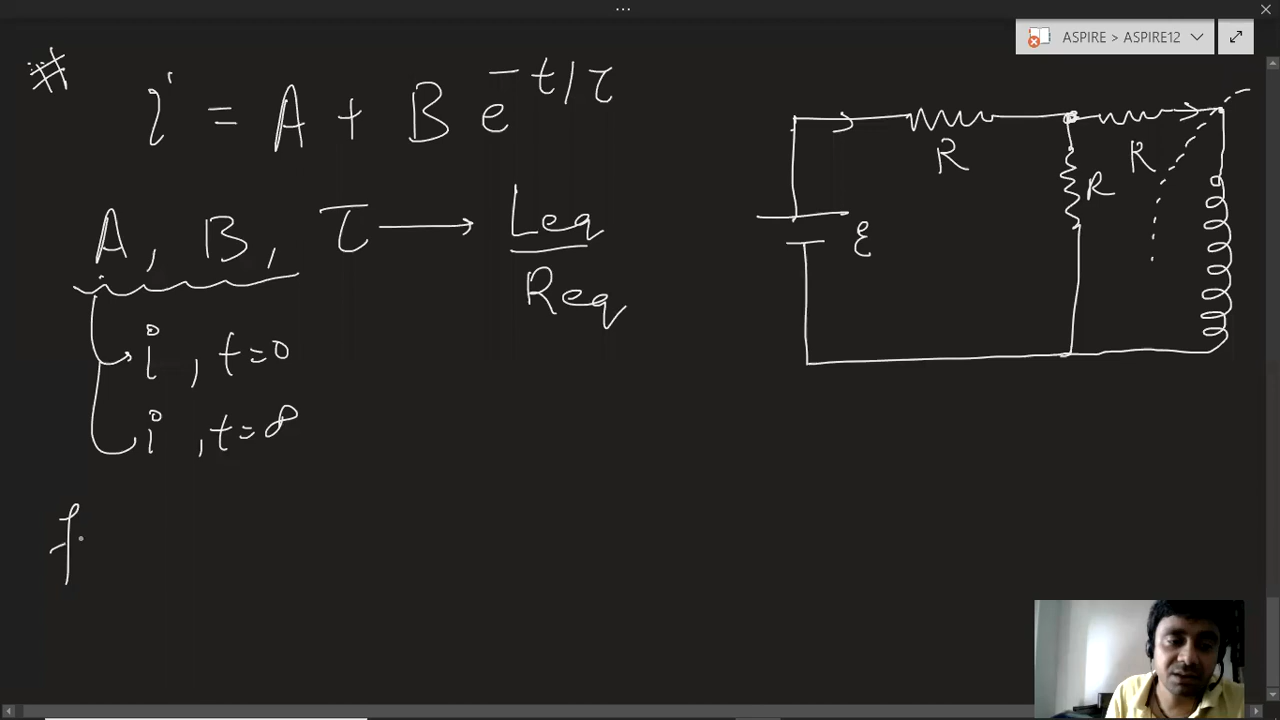 ASPIRE > ASPIRE12
# i = A + B e^{-t/τ}
A, B, τ → Leq/Req
i, t=0
i, t=∞
f
R
R
R
ε